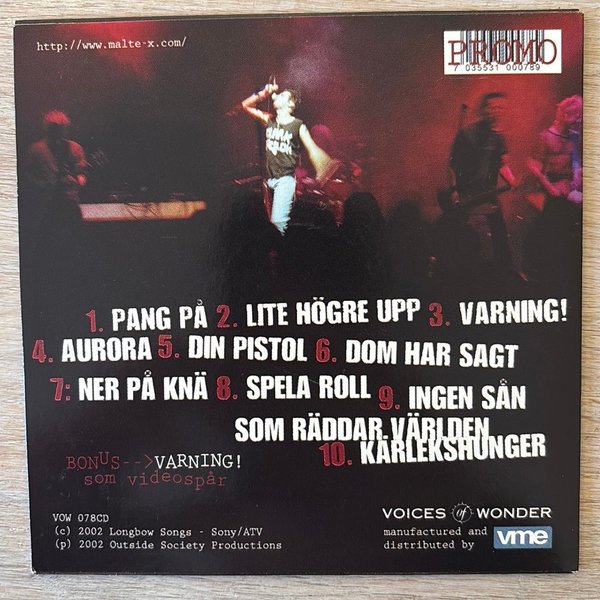 http://www.malte-x.com/
PROMO
7 035531 000789
1. PANG PÅ 2. LITE HÖGRE UPP 3. VARNING!
4. AURORA 5. DIN PISTOL 6. DOM HAR SAGT
7: NER PÅ KNÄ 8. SPELA ROLL 9. INGEN SÅN
SOM RÄDDAR VÄRLDEN
10. KÄRLEKSHUNGER
BONUS-->VARNING!
som videospår
VOW 078CD
(c) 2002 Longbow Songs - Sony/ATV
(p) 2002 Outside Society Productions
VOICES of WONDER
manufactured and
distributed by vme